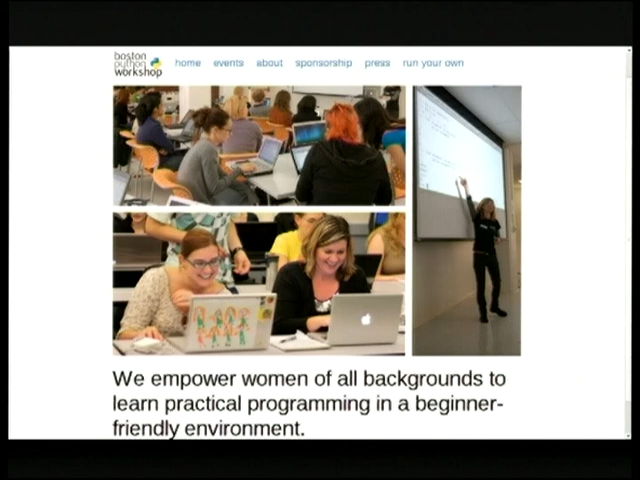 boston
python
workshop
home events about sponsorship press run your own
We empower women of all backgrounds to
learn practical programming in a beginner-
friendly environment.